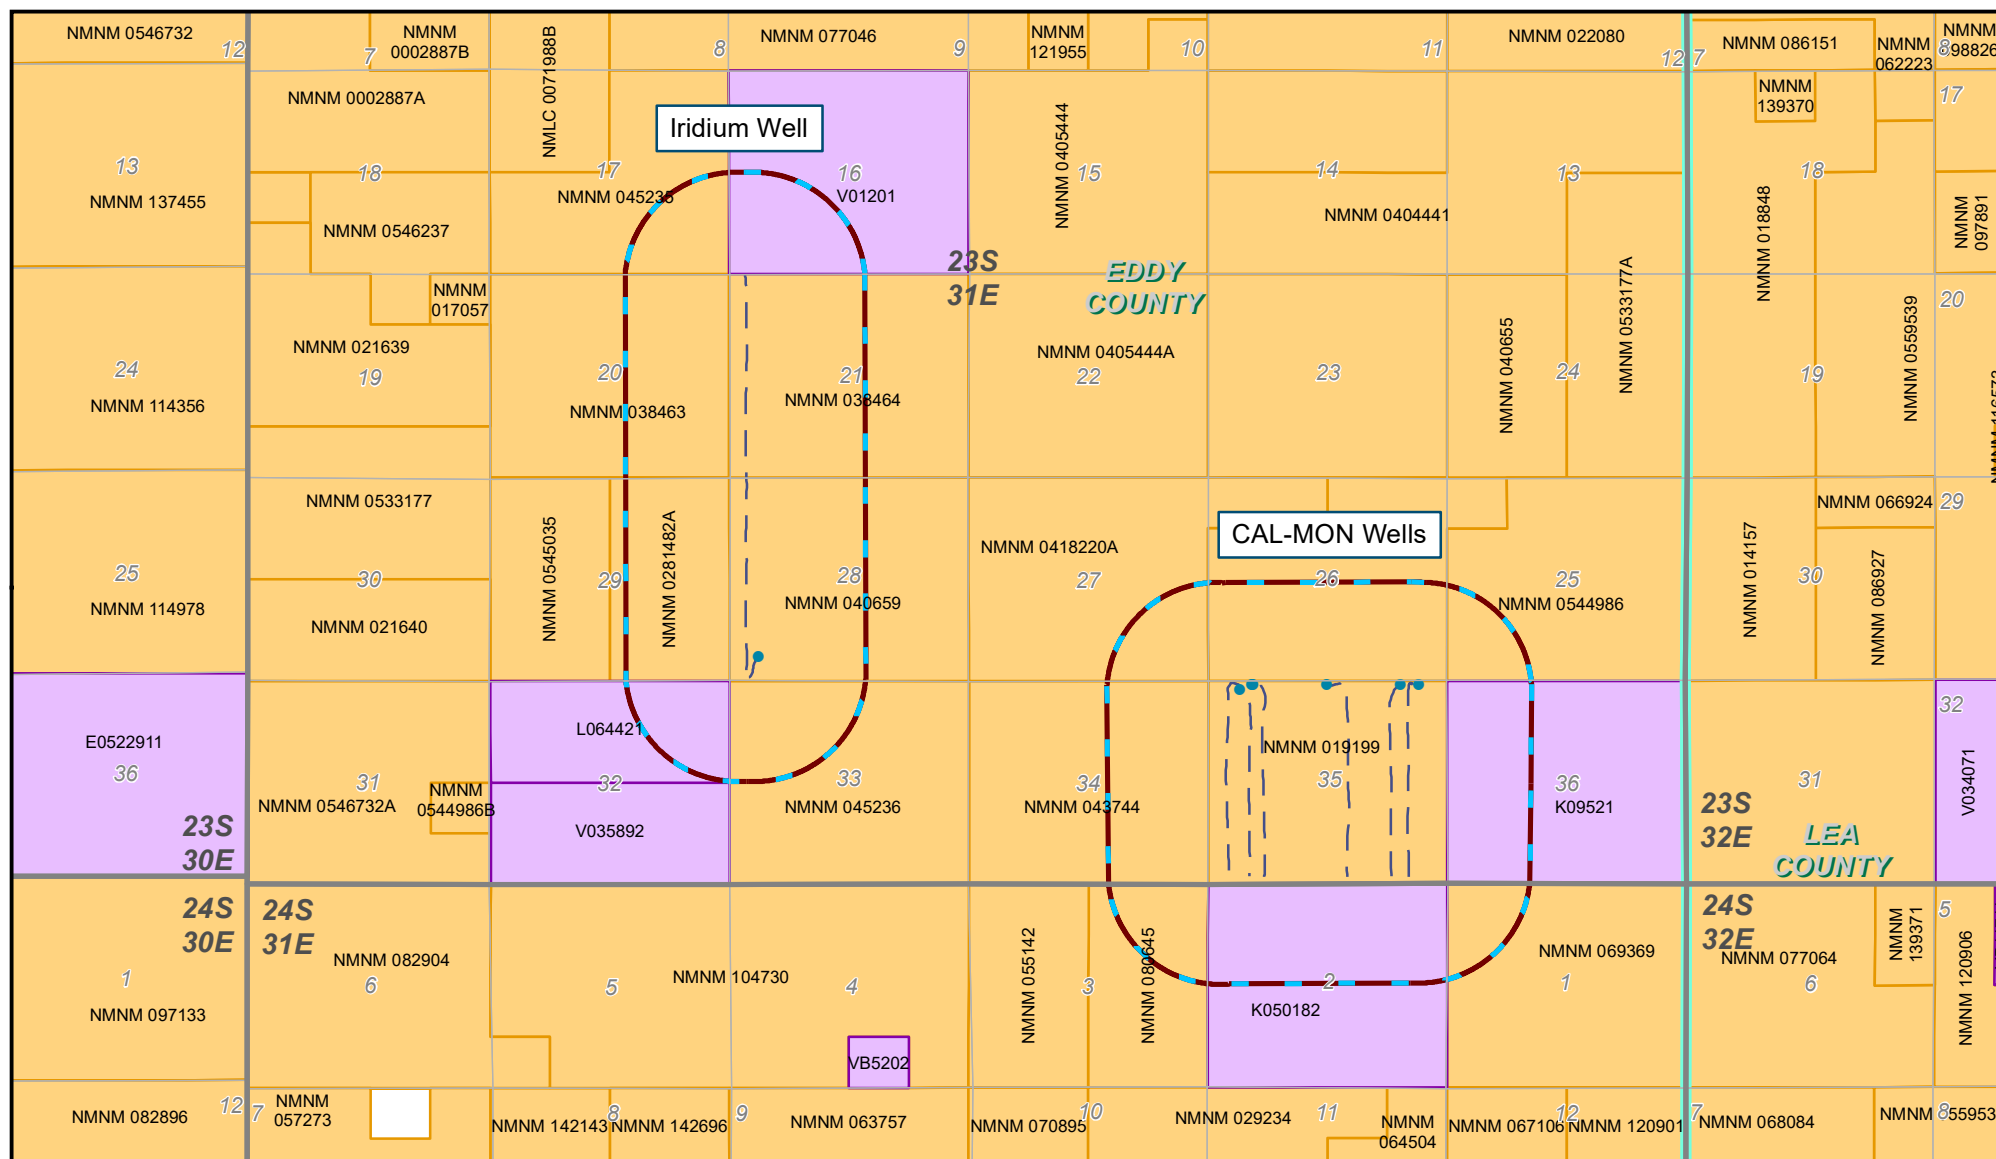 NMNM 0546732
12
7
NMNM
0002887B
NMLC 0071988B
8
NMNM 077046
9
NMNM
121955
10
11
NMNM 022080
12
7
NMNM 086151
NMNM
062223
8
NMNM
NMNM 0002887A
Iridium Well
NMNM 0405444
NMNM
139370
17
13
NMNM 137455
18
NMNM 0546237
17
NMNM 045235
16
V01201
15
14
NMNM 0404441
13
NMNM 018848
18
NMNM
097891
23S
31E
EDDY
COUNTY
NMNM
017057
NMNM 0533177A
20
24
NMNM 114356
NMNM 021639
19
20
NMNM 038463
21
NMNM 038464
NMNM 0405444A
22
23
NMNM 040655
24
19
NMNM 0559539
NMNM 0533177
NMNM 0545035
NMNM 0281482A
NMNM 0418220A
CAL-MON Wells
NMNM 014157
NMNM 066924
29
25
NMNM 114978
30
NMNM 021640
29
28
NMNM 040659
27
26
25
NMNM 0544986
30
NMNM 086927
E0522911
36
L064421
NMNM 019199
32
V034071
31
NMNM 0546732A
NMNM
0544986B
32
V035892
33
NMNM 045236
34
NMNM 043744
35
36
K09521
31
23S
30E
23S
32E
LEA
COUNTY
24S
30E
24S
31E
24S
32E
5
1
NMNM 097133
NMNM 082904
6
5
NMNM 104730
4
NMNM 055142
3
NMNM 080645
2
K050182
NMNM 069369
1
NMNM 077064
6
NMNM
139371
NMNM 120906
VB5202
NMNM 082896
12
7
NMNM
057273
NMNM 142143
8
NMNM 142696
9
NMNM 063757
NMNM 070895
10
NMNM 029234
11
NMNM
064504
NMNM 067106
12
NMNM 120901
7
NMNM 068084
NMNM
8